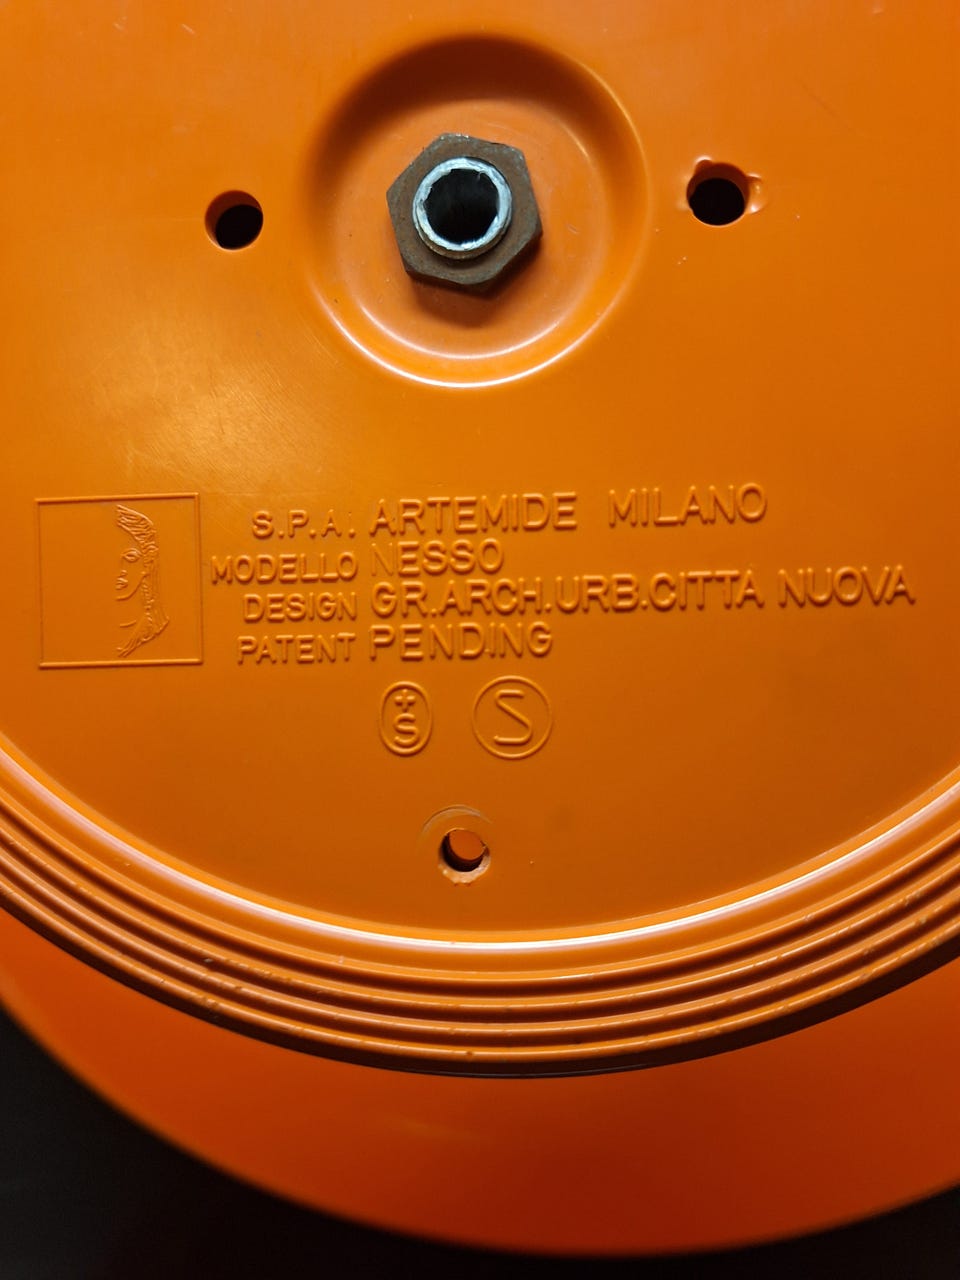 S.P.A. ARTEMIDE MILANO
MODELLO NESSO
DESIGN GR.ARCH.URB.CITTA NUOVA
PATENT PENDING
+S S